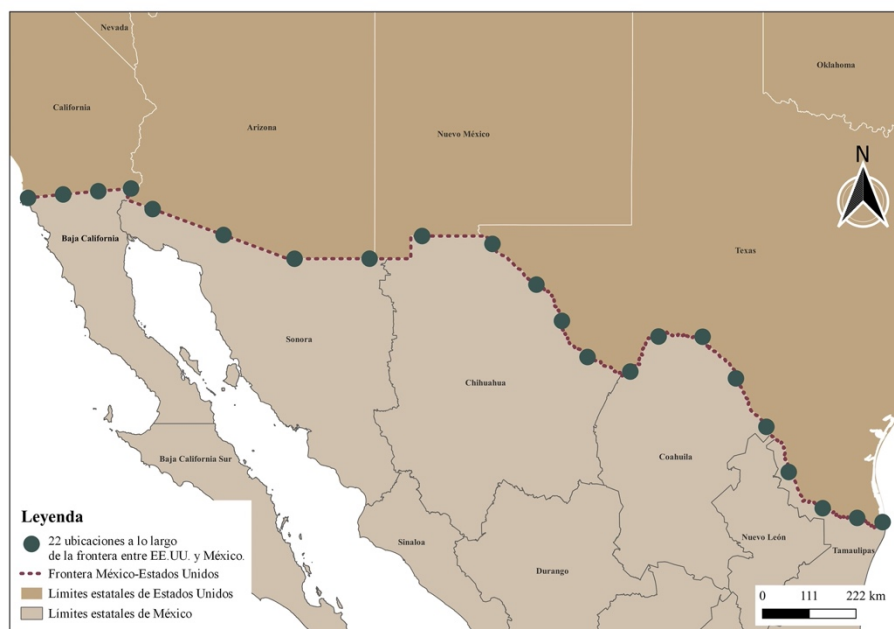 Nevada
Oklahoma
California
Arizona
Nuevo México
N
Baja California
Texas
Sonora
Chihuahua
Coahuila
Baja California Sur
Leyenda
22 ubicaciones a lo largo
de la frontera entre EE.UU. y México.
Frontera México-Estados Unidos
Limites estatales de Estados Unidos
Limites estatales de México
Sinaloa
Durango
Nuevo León
Tamaulipas
0 111 222 km